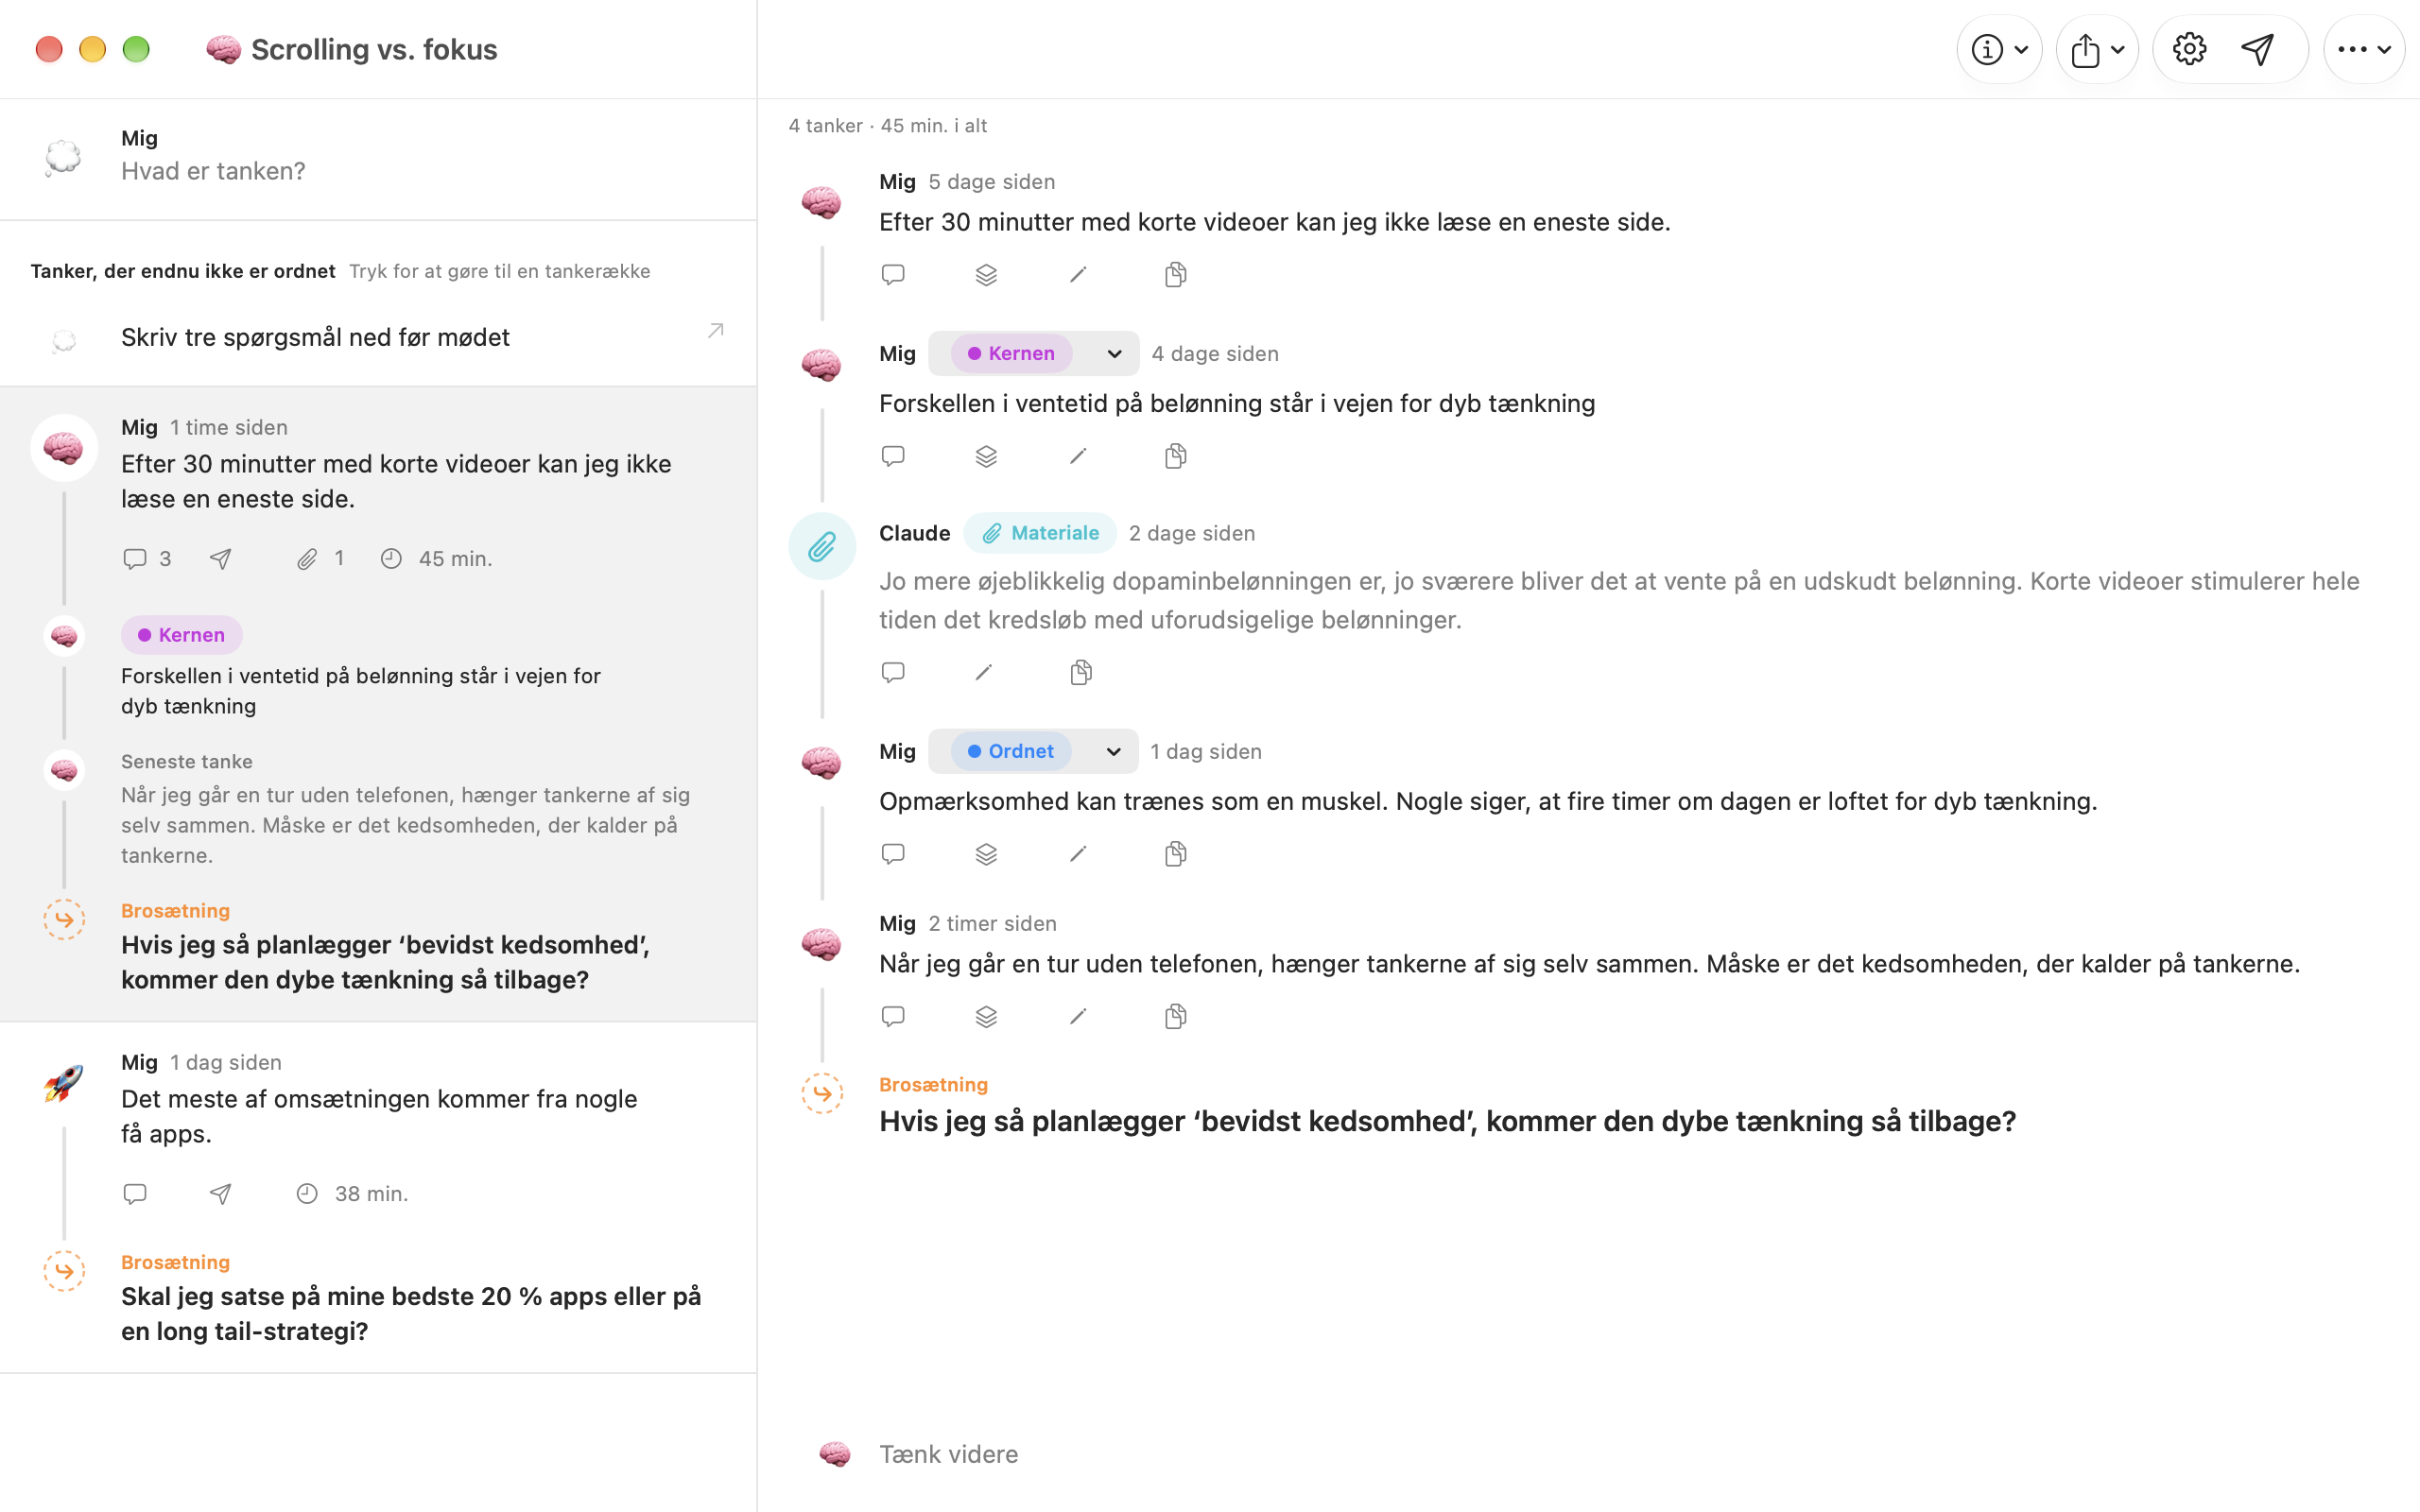 🧠 Scrolling vs. fokus
Mig
Hvad er tanken?
Tanker, der endnu ikke er ordnet Tryk for at gøre til en tankerække
Skriv tre spørgsmål ned før mødet
Mig 1 time siden
Efter 30 minutter med korte videoer kan jeg ikke
læse en eneste side.
3 1 45 min.
Kernen
Forskellen i ventetid på belønning står i vejen for
dyb tænkning
Seneste tanke
Når jeg går en tur uden telefonen, hænger tankerne af sig
selv sammen. Måske er det kedsomheden, der kalder på
tankerne.
Brosætning
Hvis jeg så planlægger ‘bevidst kedsomhed’,
kommer den dybe tænkning så tilbage?
Mig 1 dag siden
Det meste af omsætningen kommer fra nogle
få apps.
38 min.
Brosætning
Skal jeg satse på mine bedste 20 % apps eller på
en long tail-strategi?
4 tanker · 45 min. i alt
Mig 5 dage siden
Efter 30 minutter med korte videoer kan jeg ikke læse en eneste side.
Mig Kernen 4 dage siden
Forskellen i ventetid på belønning står i vejen for dyb tænkning
Claude Materiale 2 dage siden
Jo mere øjeblikkelig dopaminbelønningen er, jo sværere bliver det at vente på en udskudt belønning. Korte videoer stimulerer hele
tiden det kredsløb med uforudsigelige belønninger.
Mig Ordnet 1 dag siden
Opmærksomhed kan trænes som en muskel. Nogle siger, at fire timer om dagen er loftet for dyb tænkning.
Mig 2 timer siden
Når jeg går en tur uden telefonen, hænger tankerne af sig selv sammen. Måske er det kedsomheden, der kalder på tankerne.
Brosætning
Hvis jeg så planlægger ‘bevidst kedsomhed’, kommer den dybe tænkning så tilbage?
Tænk videre